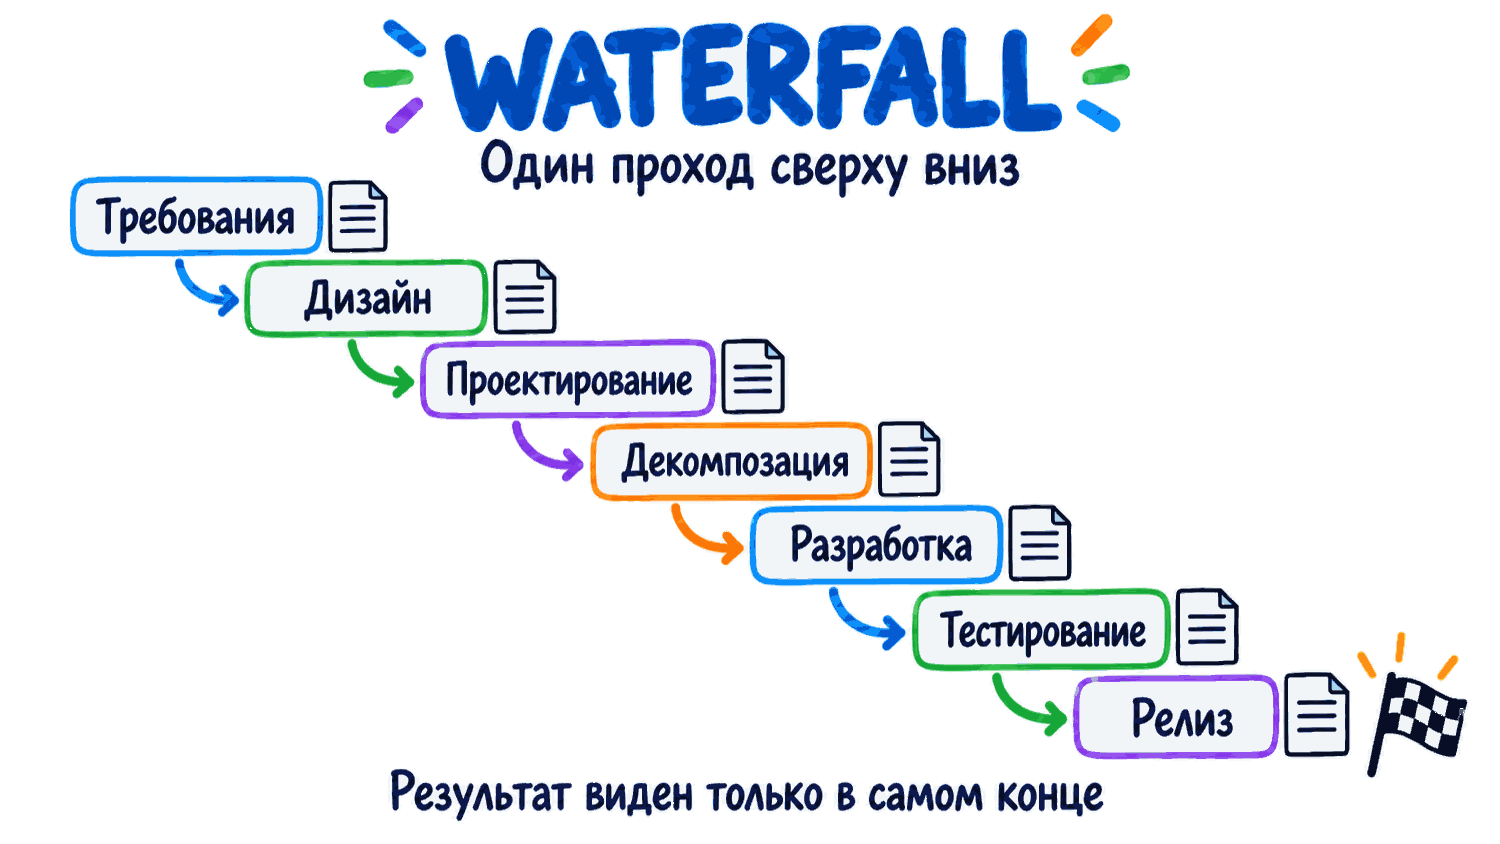 WATERFALL
Один проход сверху вниз
Требования
Дизайн
Проектирование
Декомпозация
Разработка
Тестирование
Релиз
Результат виден только в самом конце